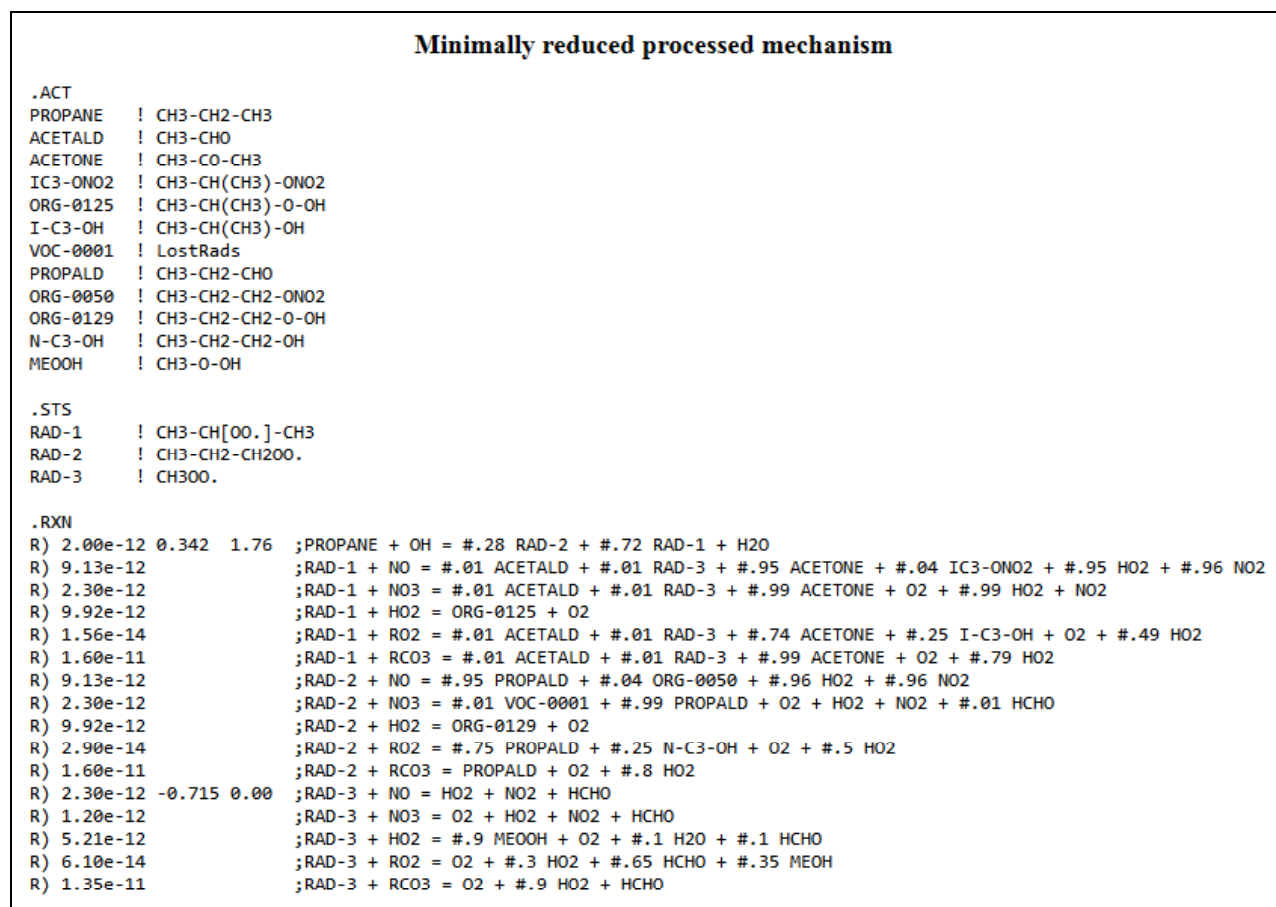 Minimally reduced processed mechanism
.ACT
PROPANE ! CH3-CH2-CH3
ACETALD ! CH3-CHO
ACETONE ! CH3-CO-CH3
IC3-ONO2 ! CH3-CH(CH3)-ONO2
ORG-0125 ! CH3-CH(CH3)-O-OH
I-C3-OH ! CH3-CH(CH3)-OH
VOC-0001 ! LostRads
PROPALD ! CH3-CH2-CHO
ORG-0050 ! CH3-CH2-CH2-ONO2
ORG-0129 ! CH3-CH2-CH2-O-OH
N-C3-OH ! CH3-CH2-CH2-OH
MEOOH ! CH3-O-OH
.STS
RAD-1 ! CH3-CH[OO.]-CH3
RAD-2 ! CH3-CH2-CH2OO.
RAD-3 ! CH3OO.
.RXN
R) 2.00e-12 0.342 1.76 ;PROPANE + OH = #.28 RAD-2 + #.72 RAD-1 + H2O
R) 9.13e-12 ;RAD-1 + NO = #.01 ACETALD + #.01 RAD-3 + #.95 ACETONE + #.04 IC3-ONO2 + #.95 HO2 + #.96 NO2
R) 2.30e-12 ;RAD-1 + NO3 = #.01 ACETALD + #.01 RAD-3 + #.99 ACETONE + O2 + #.99 HO2 + NO2
R) 9.92e-12 ;RAD-1 + HO2 = ORG-0125 + O2
R) 1.56e-14 ;RAD-1 + RO2 = #.01 ACETALD + #.01 RAD-3 + #.74 ACETONE + #.25 I-C3-OH + O2 + #.49 HO2
R) 1.60e-11 ;RAD-1 + RCO3 = #.01 ACETALD + #.01 RAD-3 + #.99 ACETONE + O2 + #.79 HO2
R) 9.13e-12 ;RAD-2 + NO = #.95 PROPALD + #.04 ORG-0050 + #.96 HO2 + #.96 NO2
R) 2.30e-12 ;RAD-2 + NO3 = #.01 VOC-0001 + #.99 PROPALD + O2 + HO2 + NO2 + #.01 HCHO
R) 9.92e-12 ;RAD-2 + HO2 = ORG-0129 + O2
R) 2.90e-14 ;RAD-2 + RO2 = #.75 PROPALD + #.25 N-C3-OH + O2 + #.5 HO2
R) 1.60e-11 ;RAD-2 + RCO3 = PROPALD + O2 + #.8 HO2
R) 2.30e-12 -0.715 0.00 ;RAD-3 + NO = HO2 + NO2 + HCHO
R) 1.20e-12 ;RAD-3 + NO3 = O2 + HO2 + NO2 + HCHO
R) 5.21e-12 ;RAD-3 + HO2 = #.9 MEOOH + O2 + #.1 H2O + #.1 HCHO
R) 6.10e-14 ;RAD-3 + RO2 = O2 + #.3 HO2 + #.65 HCHO + #.35 MEOH
R) 1.35e-11 ;RAD-3 + RCO3 = O2 + #.9 HO2 + HCHO